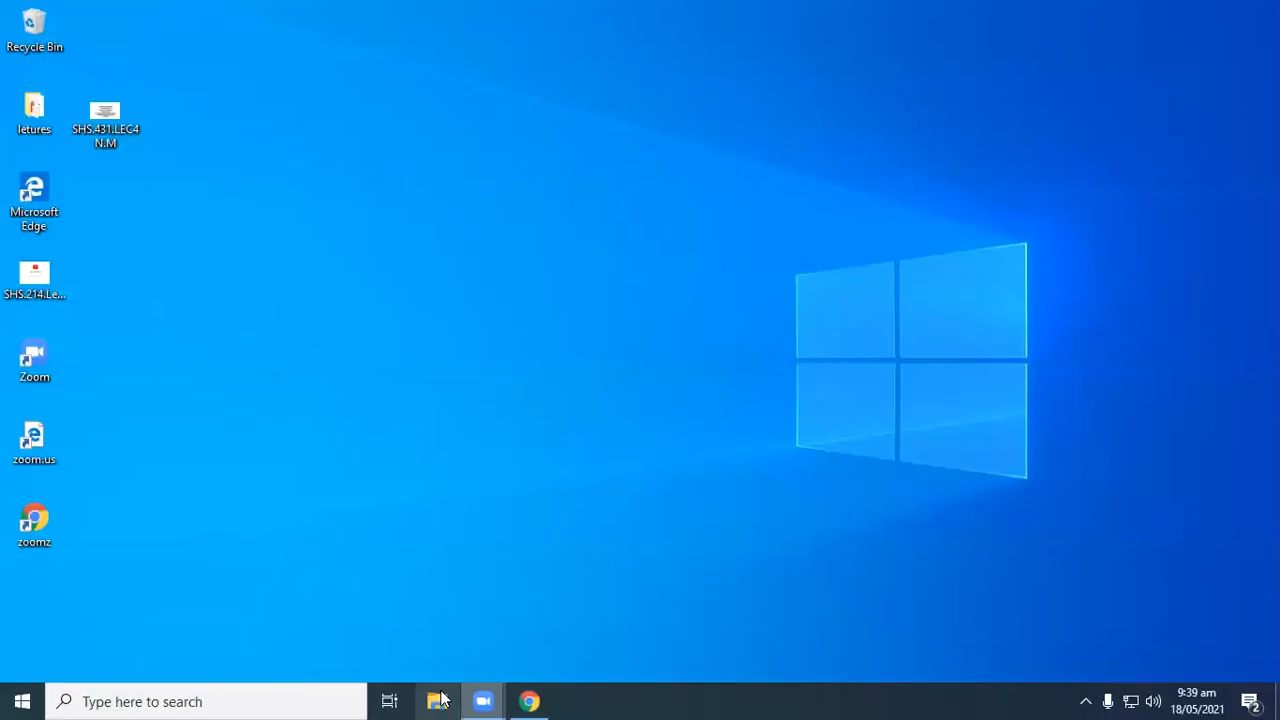 Recycle Bin
letures
SHS.431.LEC4
N.M
Microsoft
Edge
SHS.214.Le...
Zoom
zoom.us
zoomz
Type here to search
9:39 am
18/05/2021
2